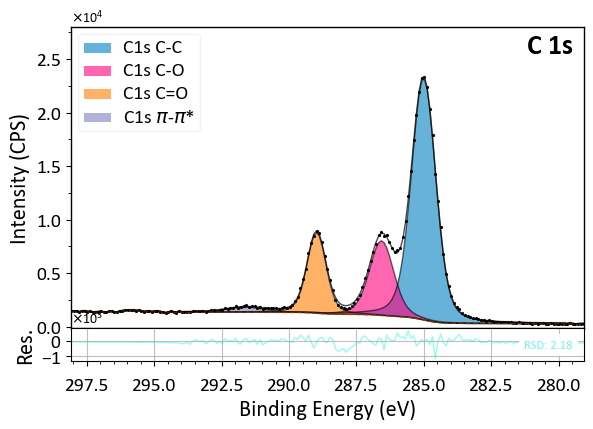 ×10⁴
C 1s
C1s C-C
C1s C-O
C1s C=O
C1s π-π*
Intensity (CPS)
2.5
2.0
1.5
1.0
0.5
0.0
×10³
Res.
0
−1
RSD: 2.18
297.5 295.0 292.5 290.0 287.5 285.0 282.5 280.0
Binding Energy (eV)